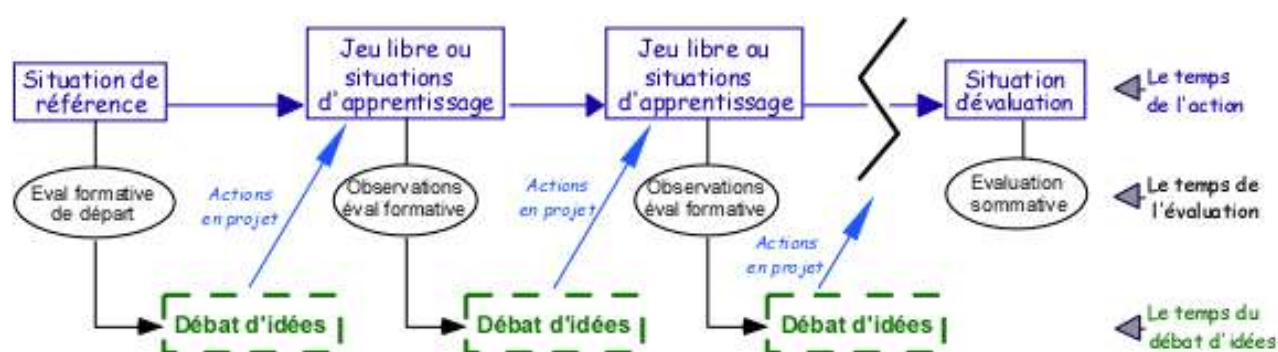 Situation de
référence
Jeu libre ou
situations
d'apprentissage
Jeu libre ou
situations
d'apprentissage
Situation
d'évaluation
Le temps
de l'action
Eval formative
de départ
Actions
en projet
Observations
éval formative
Actions
en projet
Observations
éval formative
Actions
en projet
Evaluation
sommative
Le temps de
l'évaluation
Débat d'idées
Débat d'idées
Débat d'idées
Le temps du
débat d'idées